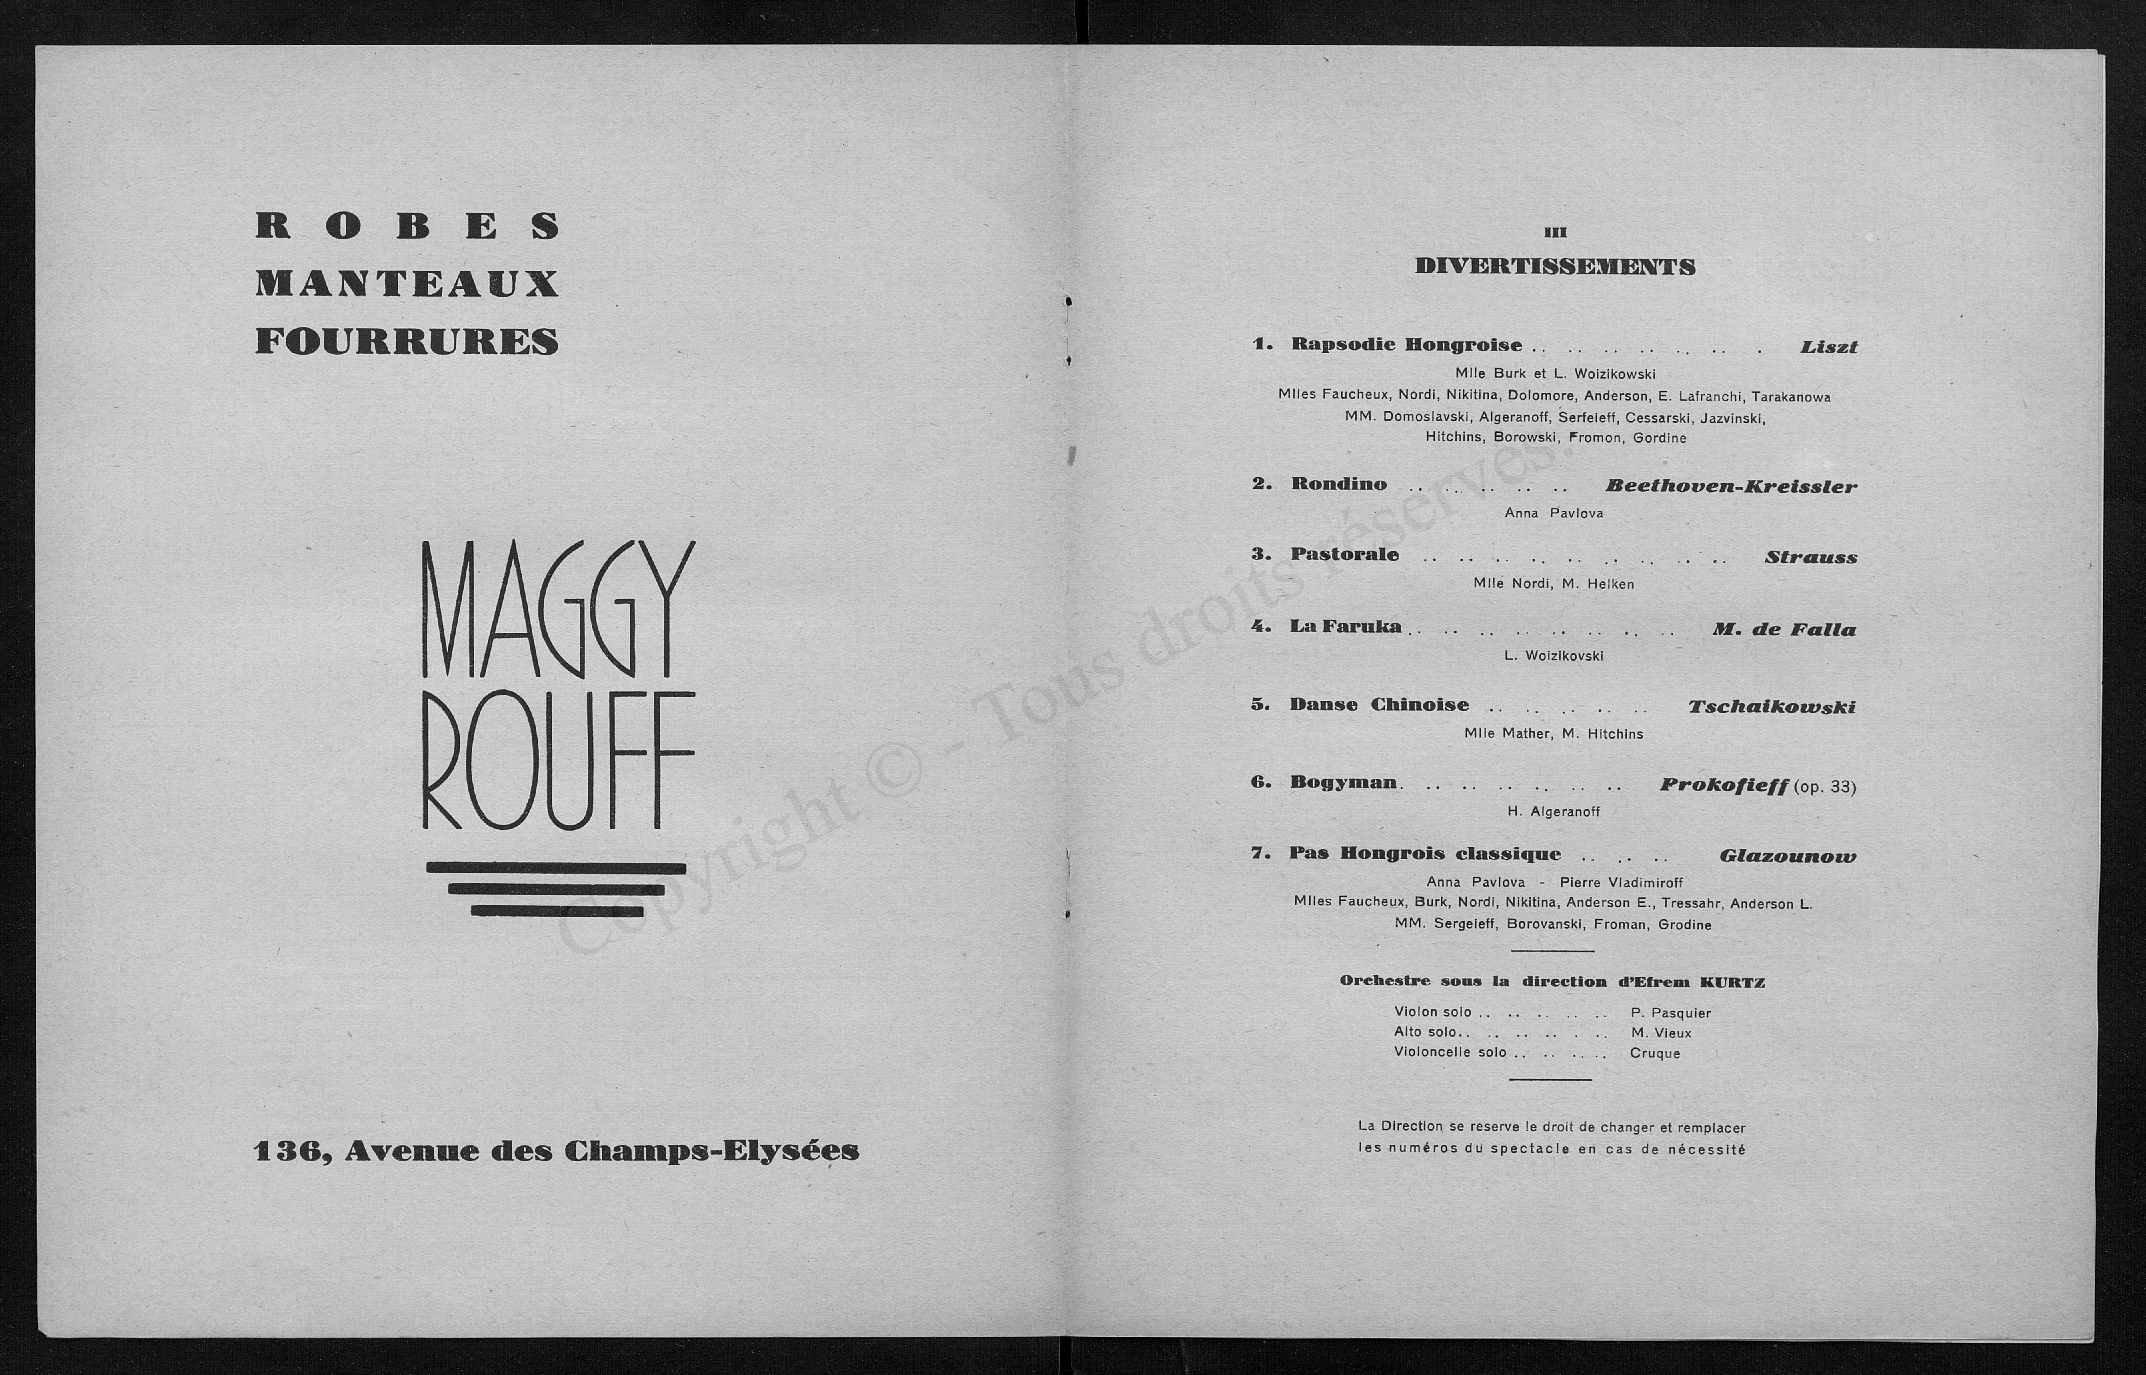 ROBES
MANTEAUX
FOURRURES
MAGGY
ROUFF
136, Avenue des Champs-Elysées
III
DIVERTISSEMENTS
1. Rapsodie Hongroise .. .. .. .. .. .. . Liszt
Mlle Burk et L. Woizikowski
Mlles Faucheux, Nordi, Nikitina, Dolomore, Anderson, E. Lafranchi, Tarakanowa
MM. Domoslavski, Algeranoff, Serfeieff, Cessarski, Jazvinski,
Hitchins, Borowski, Fromon, Gordine
2. Rondino .. .. .. .. .. Beethoven-Kreissler
Anna Pavlova
3. Pastorale .. .. .. .. .. .. .. .. .. Strauss
Mlle Nordi, M. Helken
4. La Faruka .. .. .. .. .. .. .. .. M. de Falla
L. Woizikovski
5. Danse Chinoise .. .. .. .. .. Tschaikowski
Mlle Mather, M. Hitchins
6. Bogyman. .. .. .. .. .. .. Prokofieff (op. 33)
H. Algeranoff
7. Pas Hongrois classique .. .. .. Glazounow
Anna Pavlova - Pierre Vladimiroff
Mlles Faucheux, Burk, Nordi, Nikitina, Anderson E., Tressahr, Anderson L.
MM. Sergeieff, Borovanski, Froman, Grodine
Orchestre sous la direction d'Efrem KURTZ
Violon solo .. .. .. .. .. P. Pasquier
Alto solo.. .. .. .. .. M. Vieux
Violoncelle solo .. .. .. .. Cruque
La Direction se reserve le droit de changer et remplacer
les numéros du spectacle en cas de nécessité
Copyright © - Tous droits réservés.